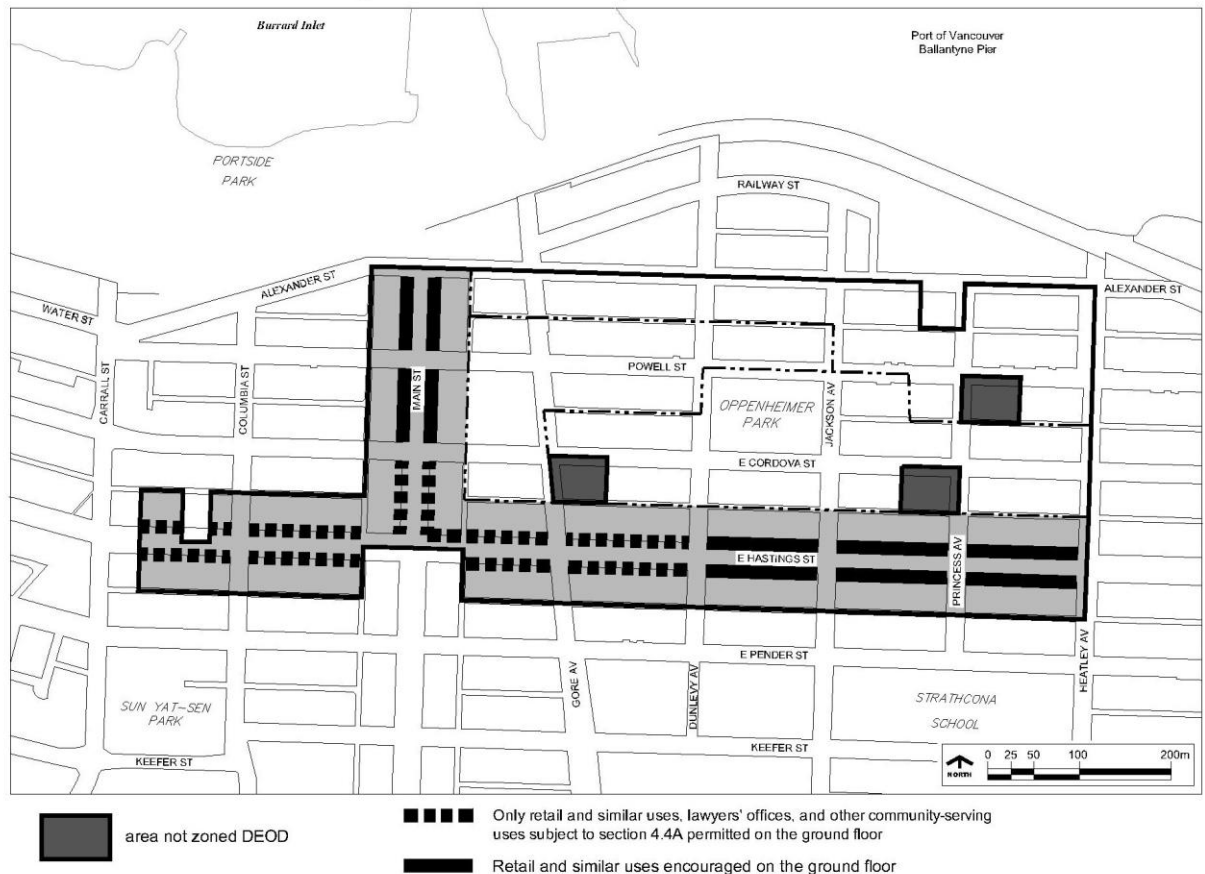 Burrard Inlet
Port of Vancouver
Ballantyne Pier
PORTSIDE
PARK
RAILWAY ST
ALEXANDER ST
ALEXANDER ST
WATER ST
CARRALL ST
COLUMBIA ST
MAIN ST
POWELL ST
OPPENHEIMER
PARK
JACKSON AV
E CORDOVA ST
E HASTINGS ST
PRINCESS AV
E PENDER ST
HEATLEY AV
GORE AV
DUNLEVY AV
SUN YAT-SEN
PARK
STRATHCONA
SCHOOL
KEEFER ST
KEEFER ST
NORTH
0 25 50 100 200m
area not zoned DEOD
Only retail and similar uses, lawyers' offices, and other community-serving
uses subject to section 4.4A permitted on the ground floor
Retail and similar uses encouraged on the ground floor